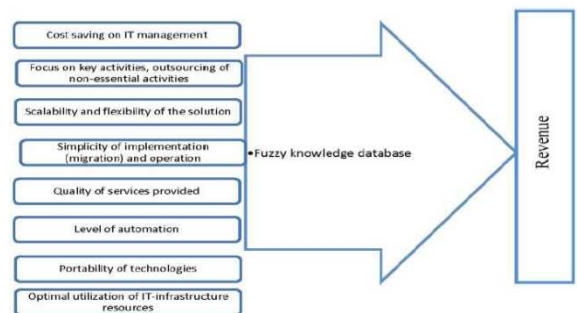 Cost saving on IT management
Focus on key activities, outsourcing of
non-essential activities
Scalability and flexibility of the solution
Simplicity of implementation
(migration) and operation
•Fuzzy knowledge database
Quality of services provided
Level of automation
Portability of technologies
Optimal utilization of IT-infrastructure
resources
Revenue